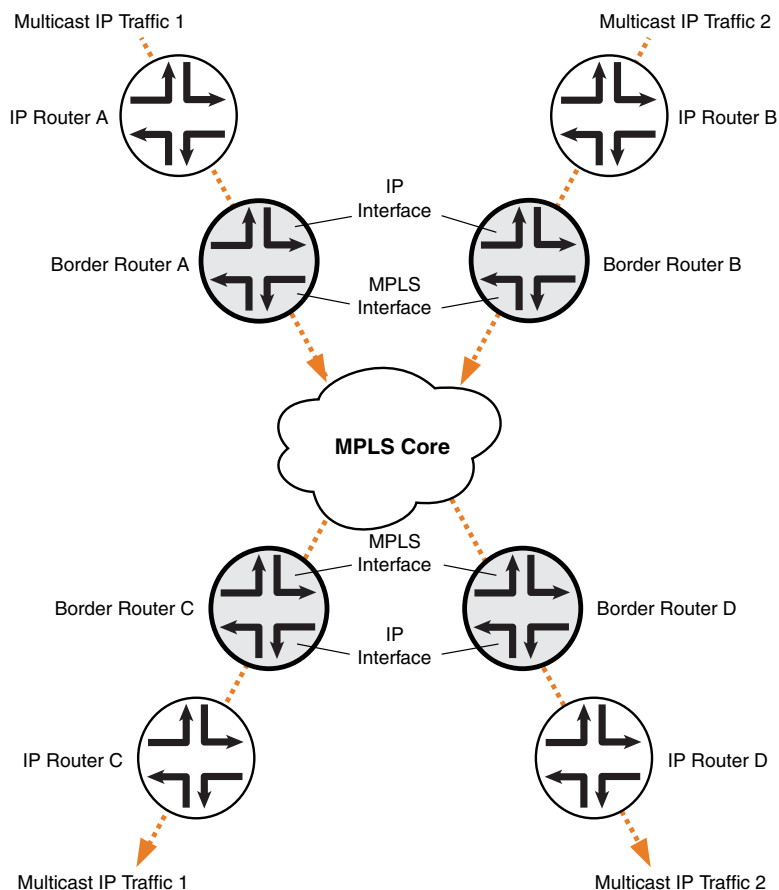 Multicast IP Traffic 1
Multicast IP Traffic 2
IP Router A
IP Router B
IP
Interface
Border Router A
Border Router B
MPLS
Interface
MPLS Core
MPLS
Interface
Border Router C
Border Router D
IP
Interface
IP Router C
IP Router D
Multicast IP Traffic 1
Multicast IP Traffic 2